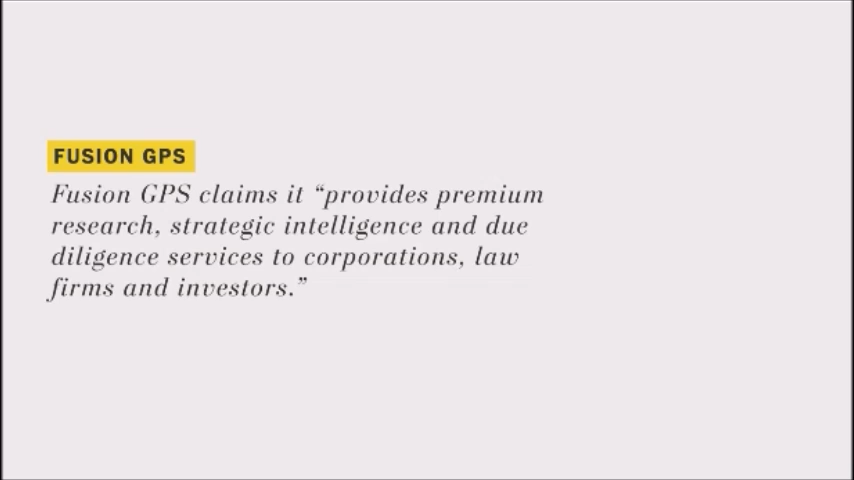 FUSION GPS
Fusion GPS claims it “provides premium
research, strategic intelligence and due
diligence services to corporations, law
firms and investors.”